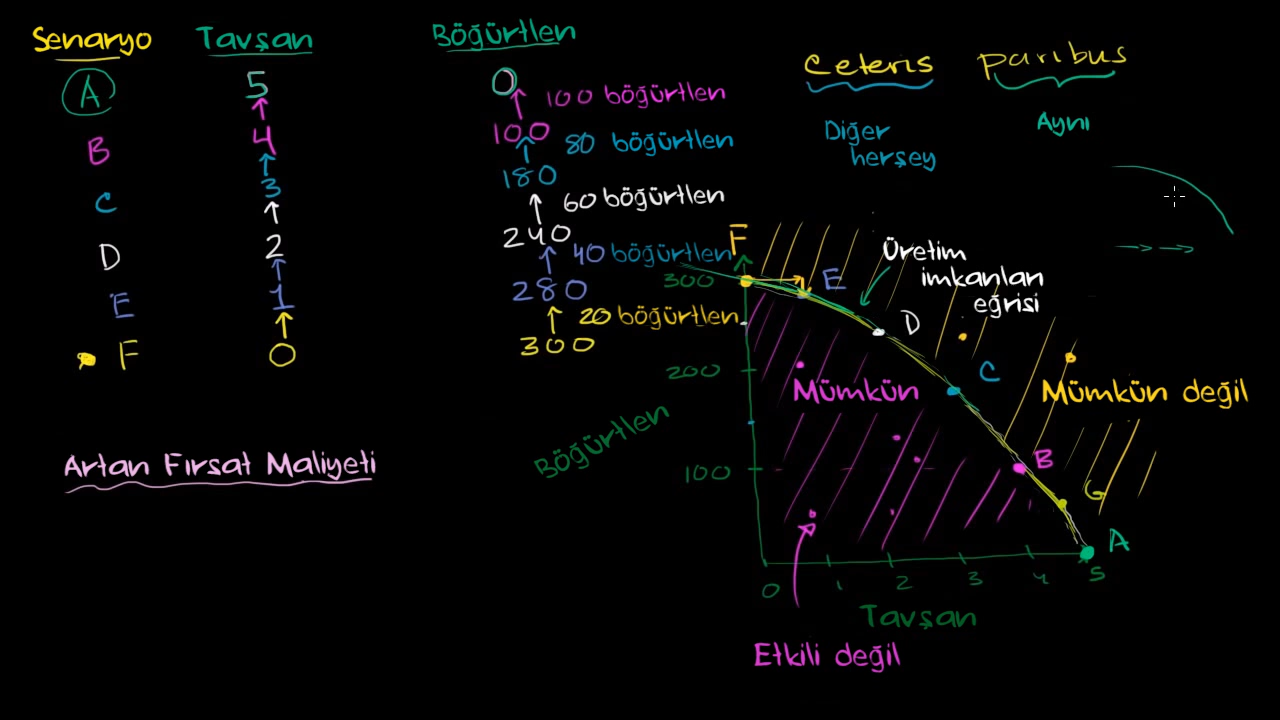 Senaryo Tavşan Böğürtlen
A 5 0
100 böğürtlen
B 4 100
80 böğürtlen
C 3 180
60 böğürtlen
D 2 240
40 böğürtlen
E 1 280
20 böğürtlen
F 0 300
Artan Fırsat Maliyeti
Ceteris paribus
Diğer
herşey
Aynı
F
E
D
C
B
G
A
Üretim
imkanları
eğrisi
300
200
100
Böğürtlen
Mümkün
Mümkün değil
0 1 2 3 4 5
Tavşan
Etkili değil